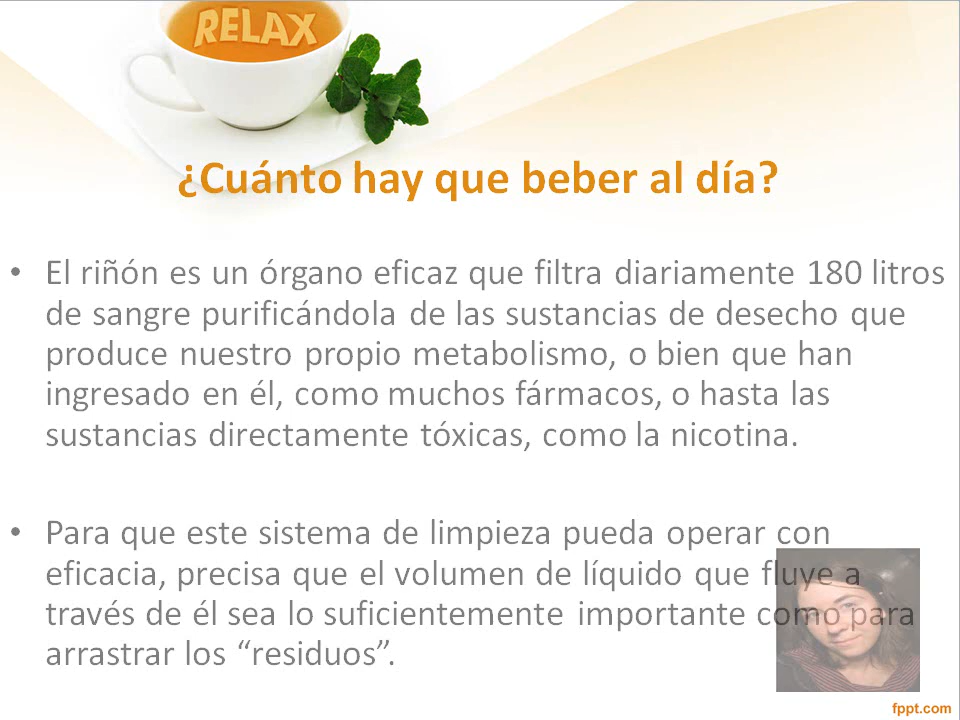 RELAX
¿Cuánto hay que beber al día?
• El riñón es un órgano eficaz que filtra diariamente 180 litros
de sangre purificándola de las sustancias de desecho que
produce nuestro propio metabolismo, o bien que han
ingresado en él, como muchos fármacos, o hasta las
sustancias directamente tóxicas, como la nicotina.
• Para que este sistema de limpieza pueda operar con
eficacia, precisa que el volumen de líquido que fluye a
través de él sea lo suficientemente importante como para
arrastrar los “residuos”.
fppt.com